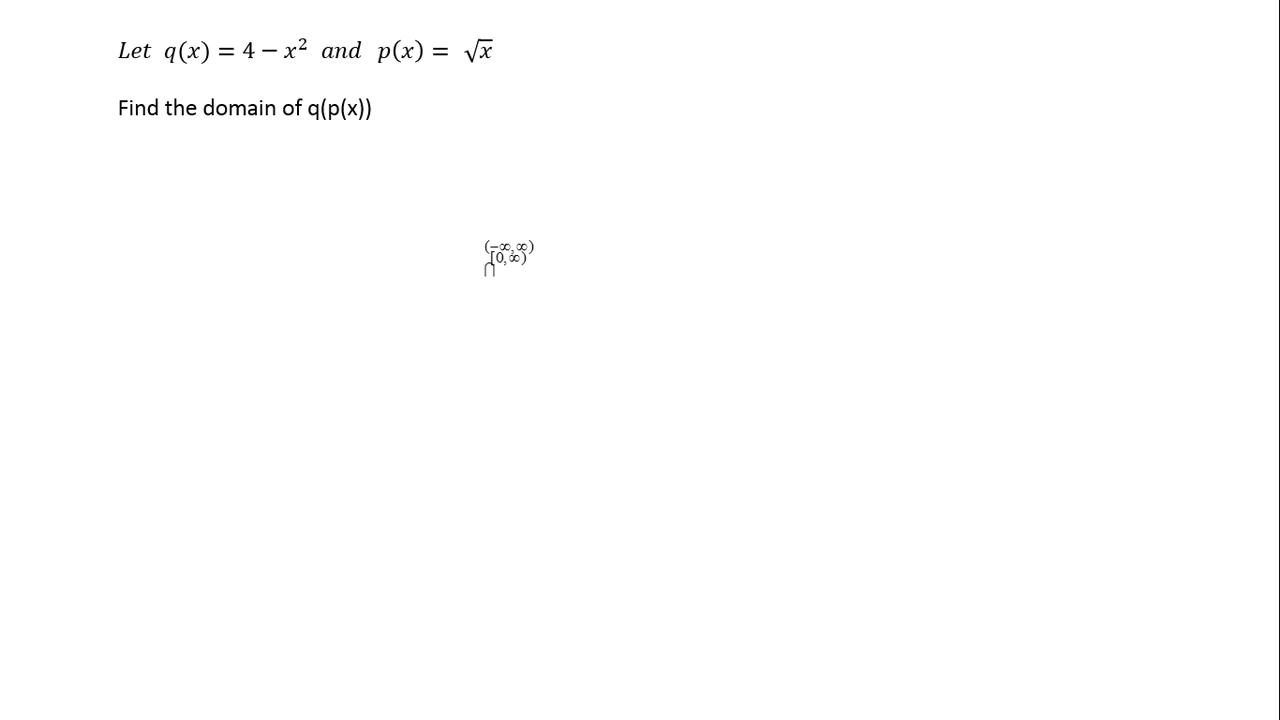 Let q(x) = 4 − x² and p(x) = √x
Find the domain of q(p(x))
(−∞,∞)
[0,∞)
∩